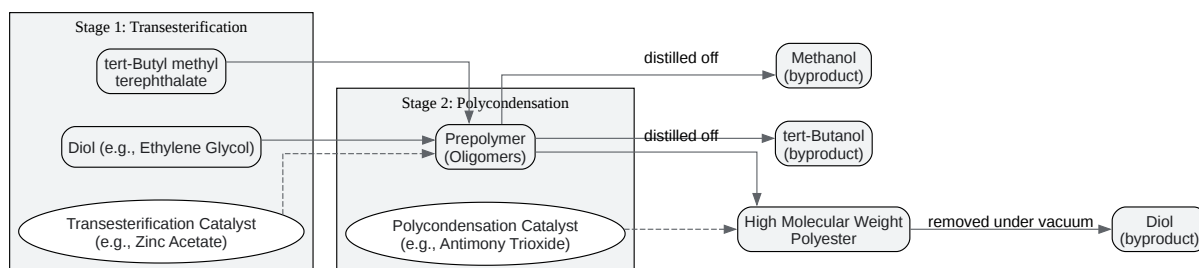 Stage 1: Transesterification
tert-Butyl methyl
terephthalate
distilled off
Methanol
(byproduct)
Stage 2: Polycondensation
Diol (e.g., Ethylene Glycol)
Prepolymer
(Oligomers)
distilled off
tert-Butanol
(byproduct)
Transesterification Catalyst
(e.g., Zinc Acetate)
Polycondensation Catalyst
(e.g., Antimony Trioxide)
High Molecular Weight
Polyester
removed under vacuum
Diol
(byproduct)